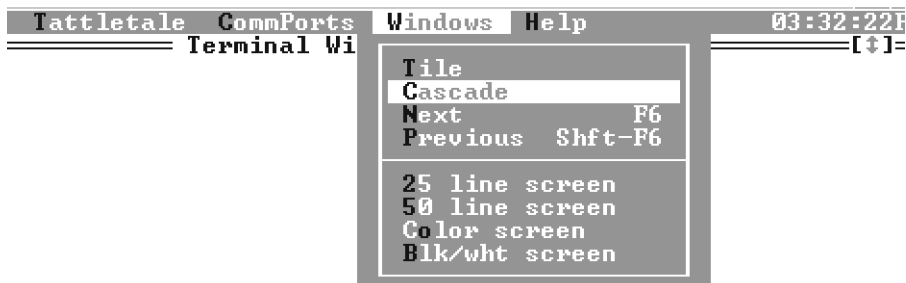 Tattletale CommPorts Windows Help 03:32:22
Terminal Wi [↕]
Tile
Cascade
Next F6
Previous Shft-F6
25 line screen
50 line screen
Color screen
Blk/wht screen